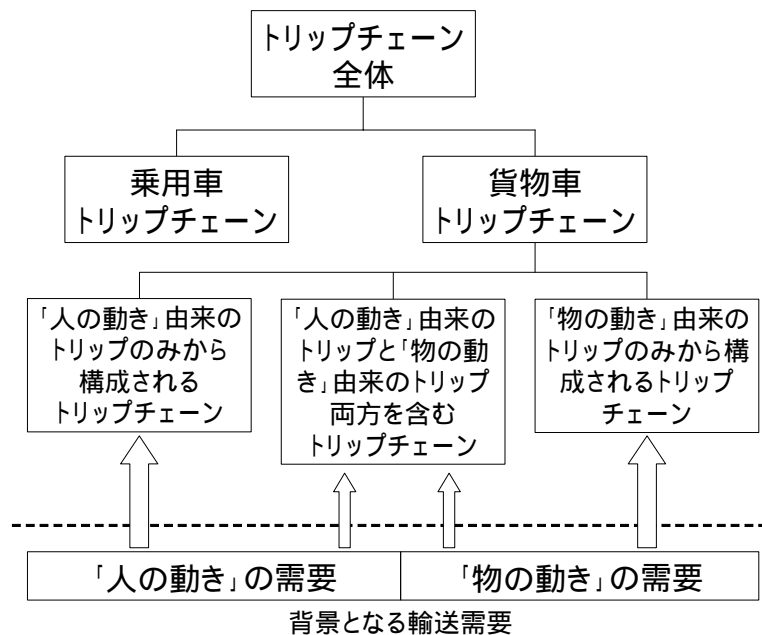 トリップチェーン
全体
乗用車
トリップチェーン
貨物車
トリップチェーン
「人の動き」由来の
トリップのみから
構成される
トリップチェーン
「人の動き」由来の
トリップと「物の動
き」由来のトリップ
両方を含む
トリップチェーン
「物の動き」由来の
トリップのみから構
成されるトリップ
チェーン
「人の動き」の需要
「物の動き」の需要
背景となる輸送需要